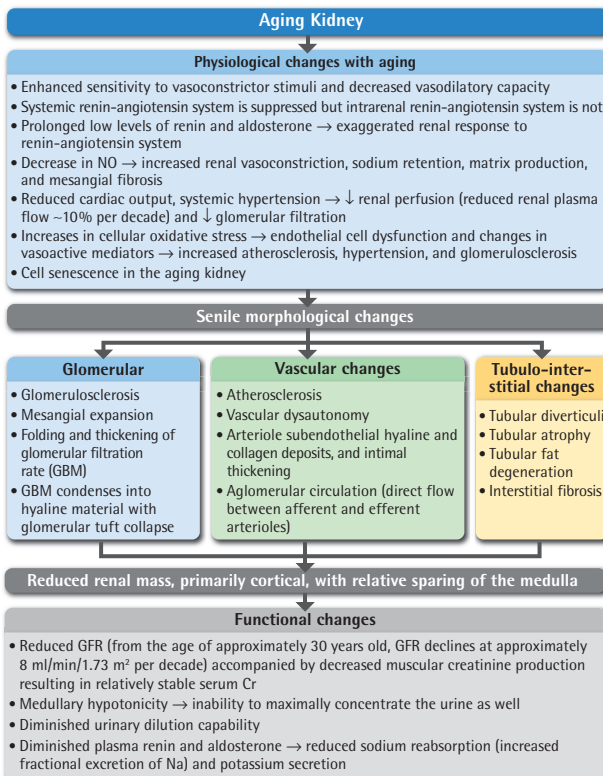 Aging Kidney
Physiological changes with aging
• Enhanced sensitivity to vasoconstrictor stimuli and decreased vasodilatory capacity
• Systemic renin-angiotensin system is suppressed but intrarenal renin-angiotensin system is not
• Prolonged low levels of renin and aldosterone → exaggerated renal response to
renin-angiotensin system
• Decrease in NO → increased renal vasoconstriction, sodium retention, matrix production,
and mesangial fibrosis
• Reduced cardiac output, systemic hypertension → ↓ renal perfusion (reduced renal plasma
flow ~10% per decade) and ↓ glomerular filtration
• Increases in cellular oxidative stress → endothelial cell dysfunction and changes in
vasoactive mediators → increased atherosclerosis, hypertension, and glomerulosclerosis
• Cell senescence in the aging kidney
Senile morphological changes
Glomerular
• Glomerulosclerosis
• Mesangial expansion
• Folding and thickening of
glomerular filtration
rate (GBM)
• GBM condenses into
hyaline material with
glomerular tuft collapse
Vascular changes
• Atherosclerosis
• Vascular dysautonomy
• Arteriole subendothelial hyaline and
collagen deposits, and intimal
thickening
• Aglomerular circulation (direct flow
between afferent and efferent
arterioles)
Tubulo-inter-
stitial changes
• Tubular diverticuli
• Tubular atrophy
• Tubular fat
degeneration
• Interstitial fibrosis
Reduced renal mass, primarily cortical, with relative sparing of the medulla
Functional changes
• Reduced GFR (from the age of approximately 30 years old, GFR declines at approximately
8 ml/min/1.73 m² per decade) accompanied by decreased muscular creatinine production
resulting in relatively stable serum Cr
• Medullary hypotonicity → inability to maximally concentrate the urine as well
• Diminished urinary dilution capability
• Diminished plasma renin and aldosterone → reduced sodium reabsorption (increased
fractional excretion of Na) and potassium secretion